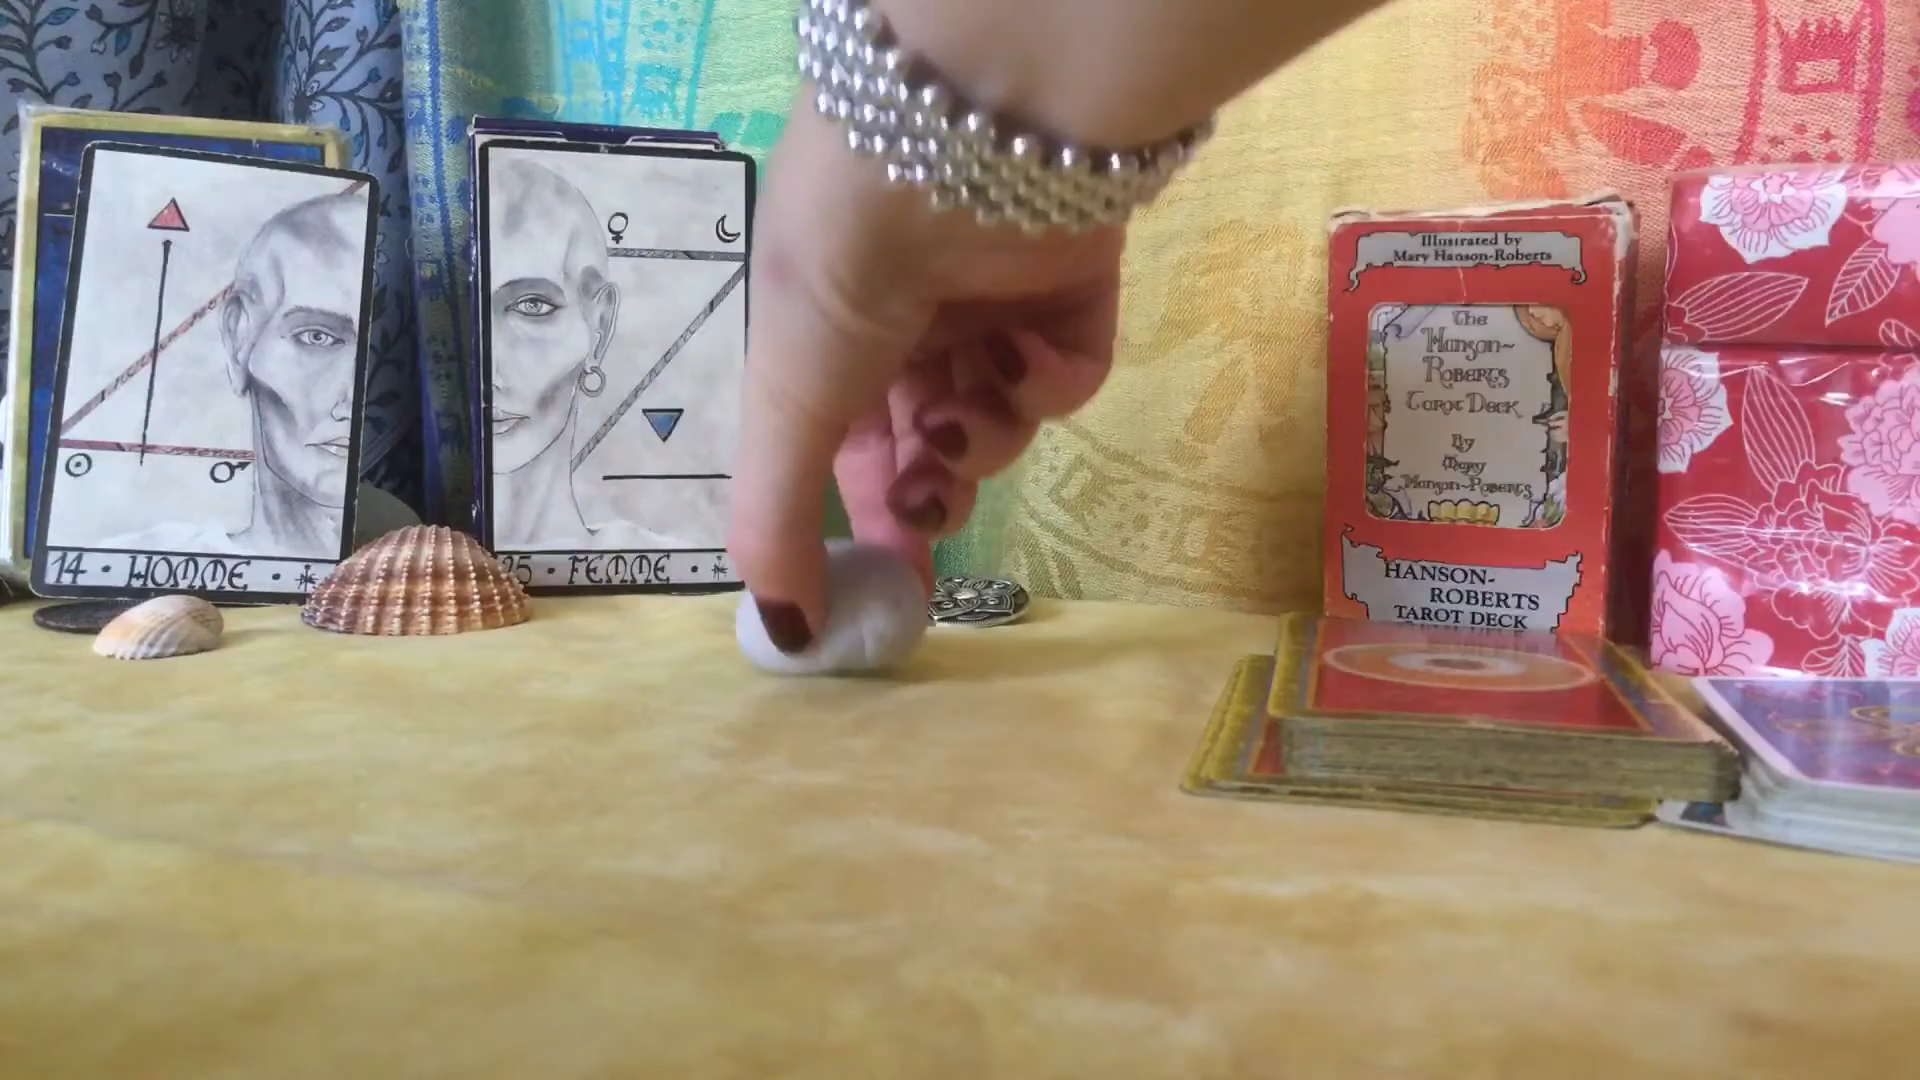 14 · HOMME ·
25 · FEMME ·
Illustrated by
Mary Hanson-Roberts
The
Hanson~
Roberts
Tarot Deck
By
Mary
Hanson~Roberts
HANSON-
ROBERTS
TAROT DECK